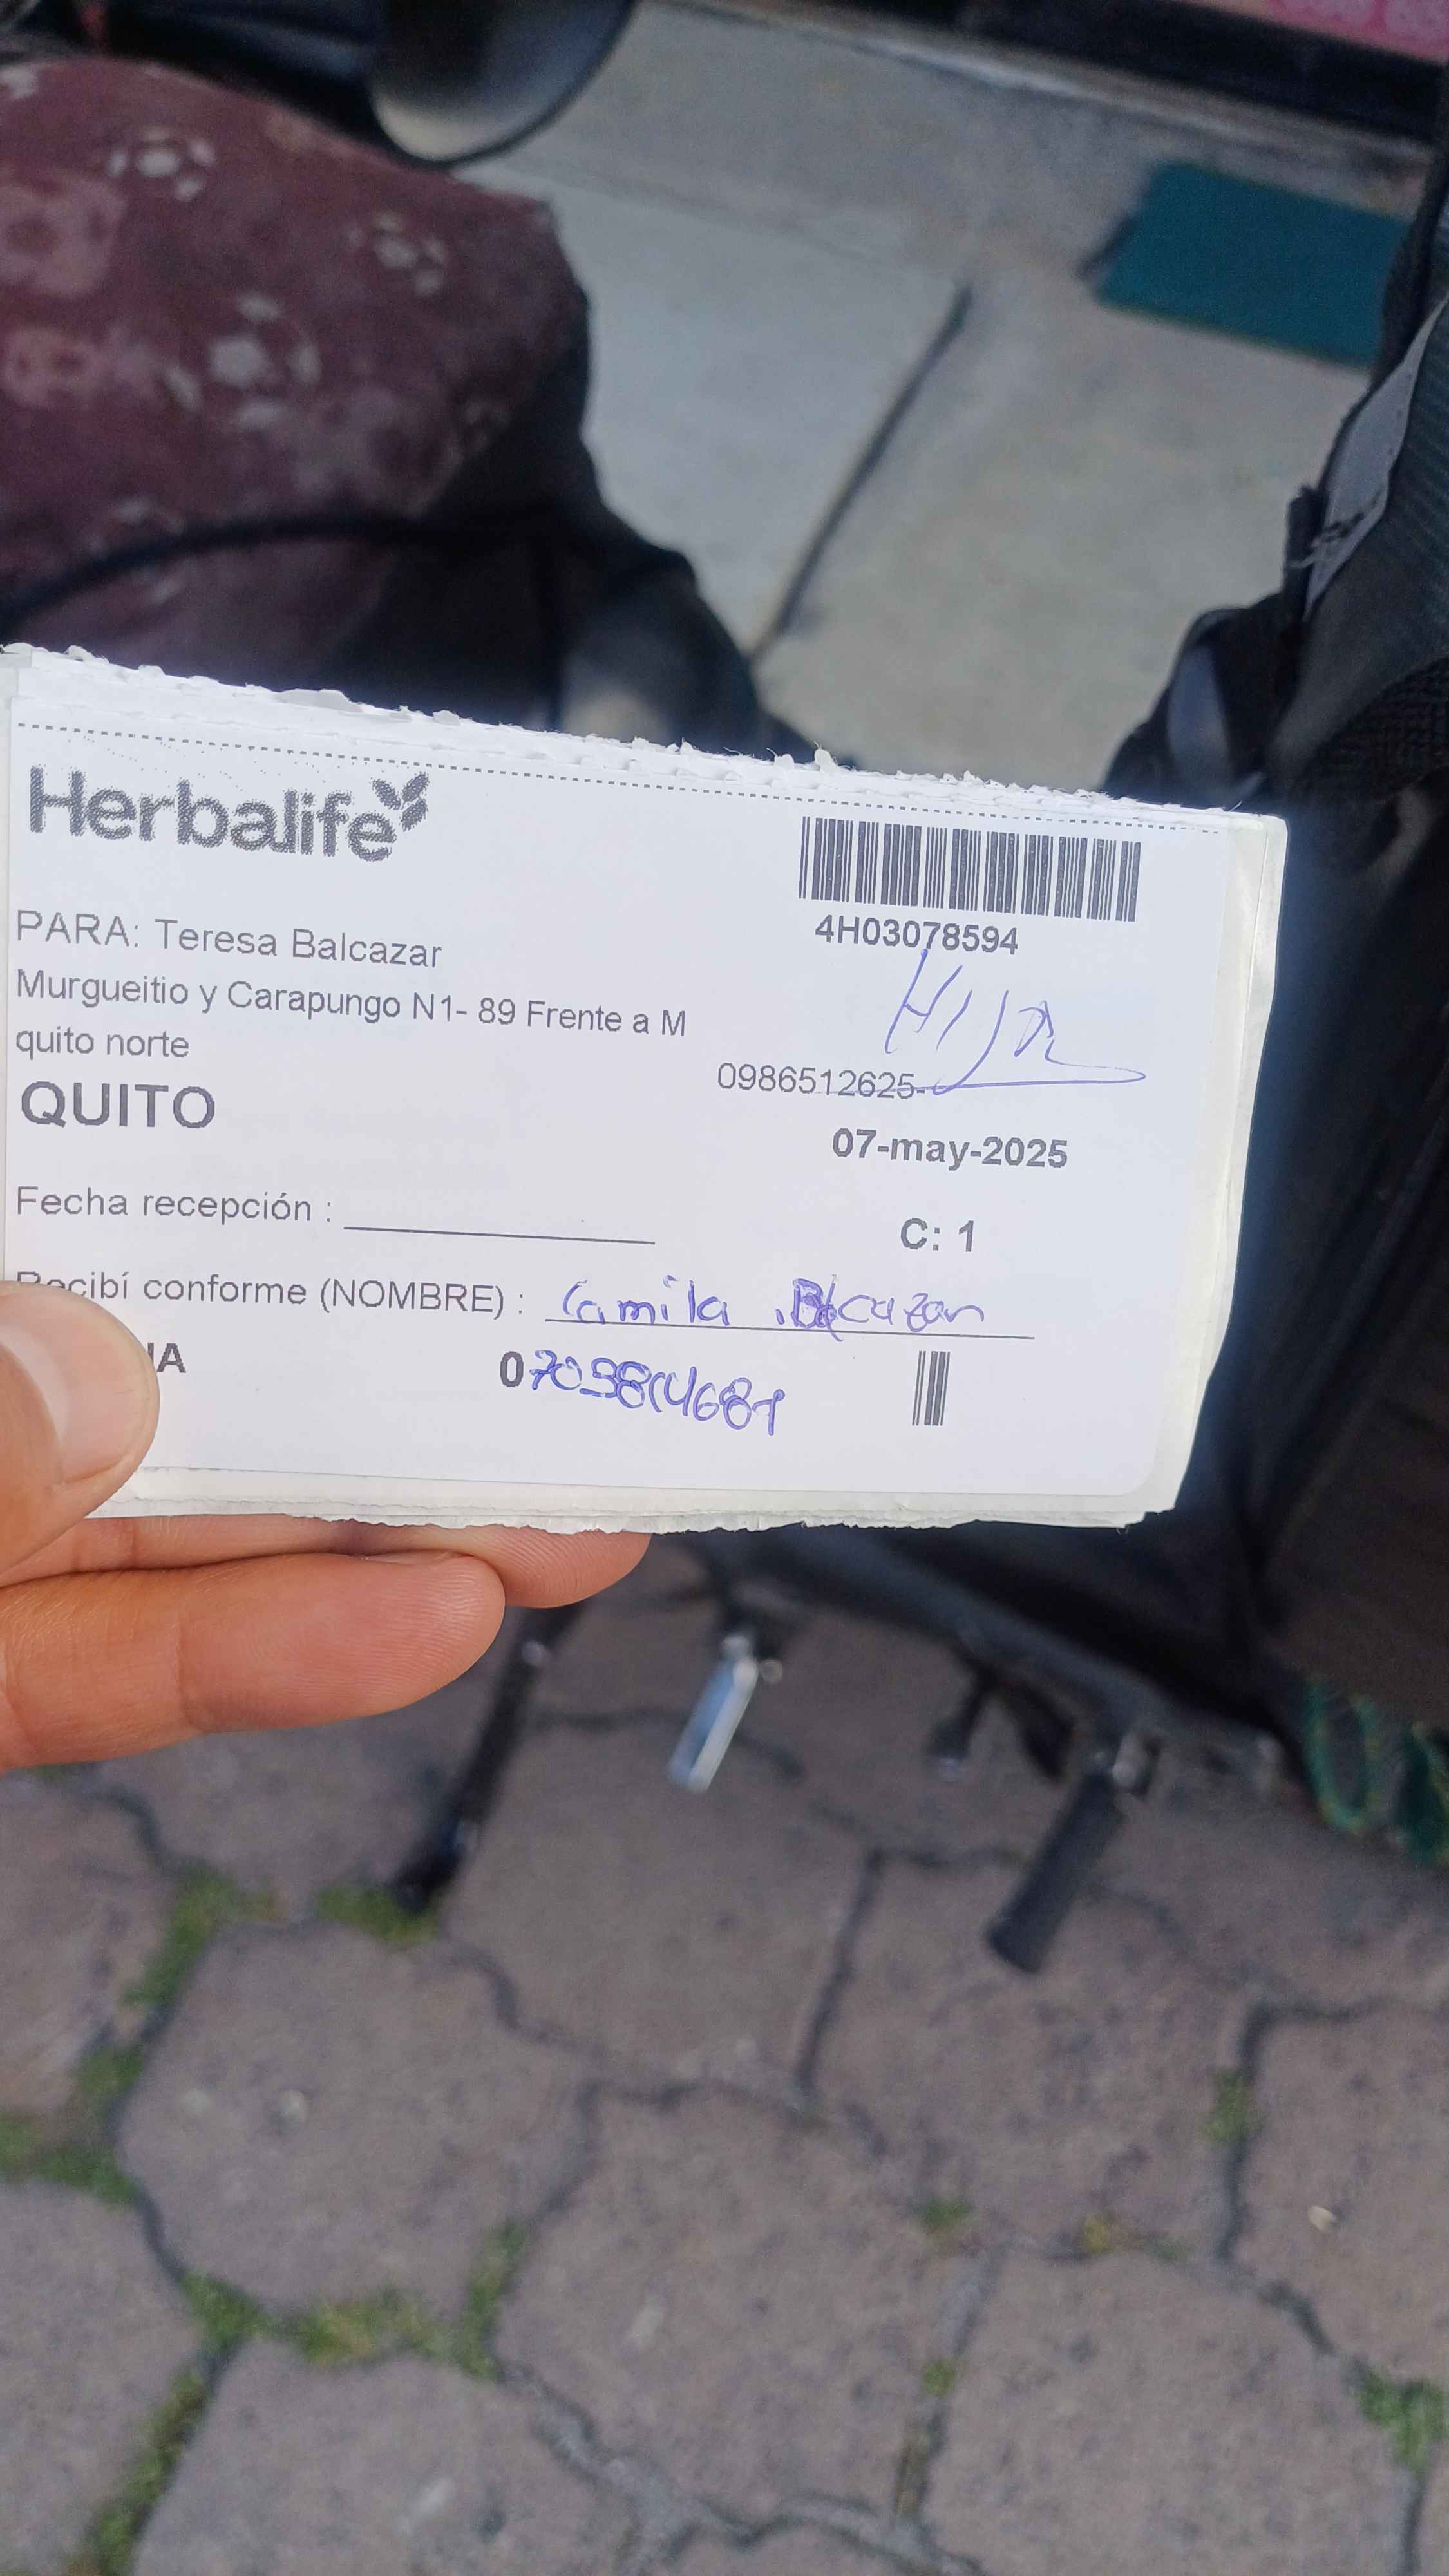 Herbalife
4H03078594
PARA: Teresa Balcazar
HIJA
Murgueitio y Carapungo N1- 89 Frente a M
quito norte
0986512625-
QUITO
07-may-2025
Fecha recepción :
C: 1
Recibí conforme (NOMBRE) : Camila Balcazar
0